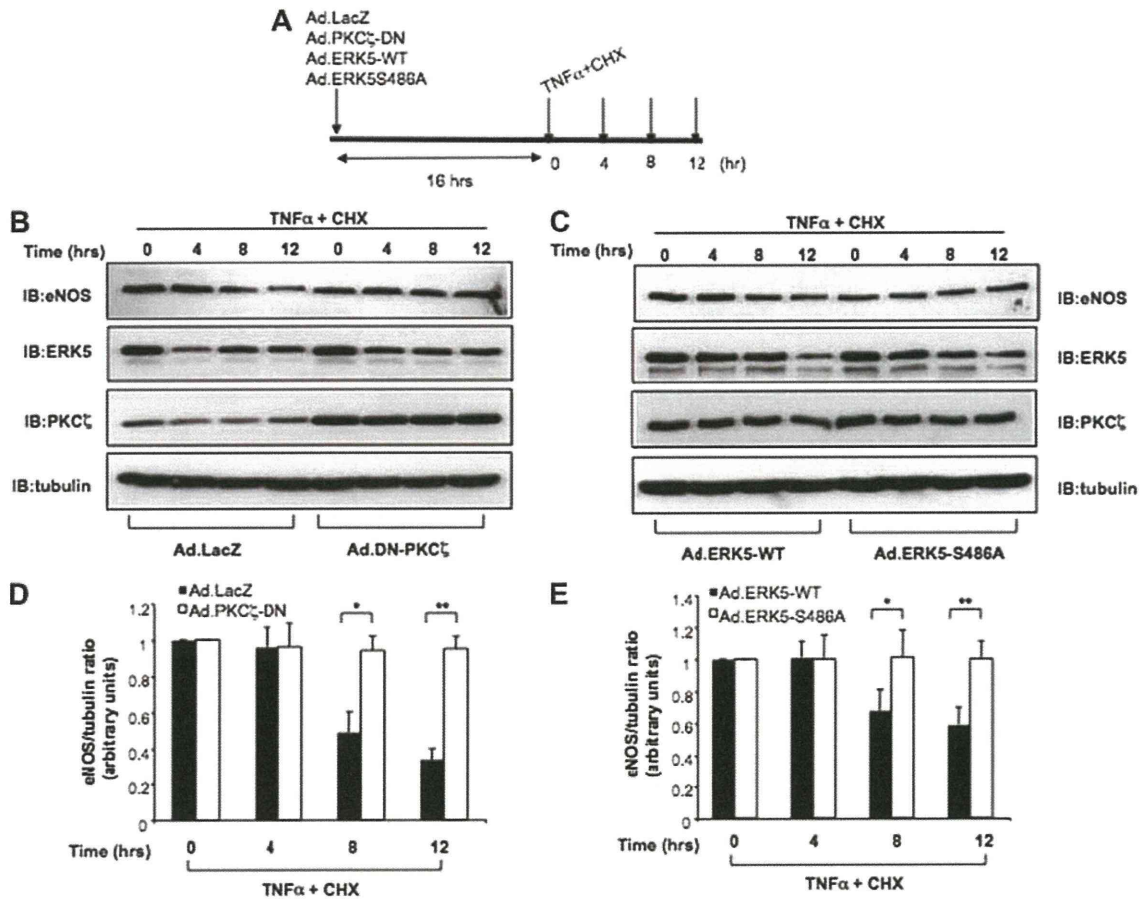 A
Ad.LacZ
Ad.PKCζ-DN
Ad.ERK5-WT
Ad.ERK5S486A
TNFα+CHX
0 4 8 12 (hr)
16 hrs
B
TNFα + CHX
Time (hrs) 0 4 8 12 0 4 8 12
IB:eNOS
IB:ERK5
IB:PKCζ
IB:tubulin
Ad.LacZ Ad.DN-PKCζ
C
TNFα + CHX
Time (hrs) 0 4 8 12 0 4 8 12
IB:eNOS
IB:ERK5
IB:PKCζ
IB:tubulin
Ad.ERK5-WT Ad.ERK5-S486A
D
Ad.LacZ
Ad.PKCζ-DN
* **
eNOS/tubulin ratio
(arbitrary units)
1.2
1
0.8
0.6
0.4
0.2
0
Time (hrs) 0 4 8 12
TNFα + CHX
E
Ad.ERK5-WT
Ad.ERK5-S486A
* **
eNOS/tubulin ratio
(arbitrary units)
1.4
1.2
1
0.8
0.6
0.4
0.2
0
Time (hrs) 0 4 8 12
TNFα + CHX